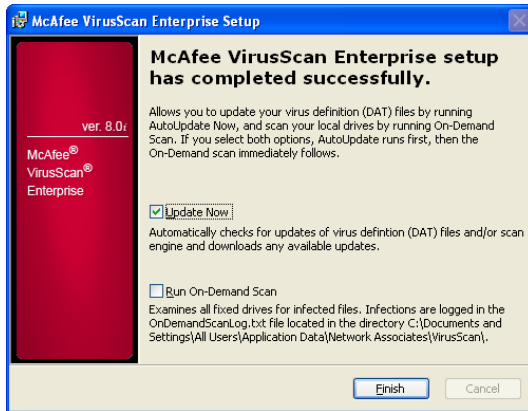 McAfee VirusScan Enterprise Setup
McAfee VirusScan Enterprise setup
has completed successfully.
Allows you to update your virus definition (DAT) files by running
AutoUpdate Now, and scan your local drives by running On-Demand
Scan. If you select both options, AutoUpdate runs first, then the
On-Demand scan immediately follows.
ver. 8.0i
McAfee®
VirusScan®
Enterprise
Update Now
Automatically checks for updates of virus defintion (DAT) files and/or scan
engine and downloads any available updates.
Run On-Demand Scan
Examines all fixed drives for infected files. Infections are logged in the
OnDemandScanLog.txt file located in the directory C:\Documents and
Settings\All Users\Application Data\Network Associates\VirusScan\.
Finish
Cancel